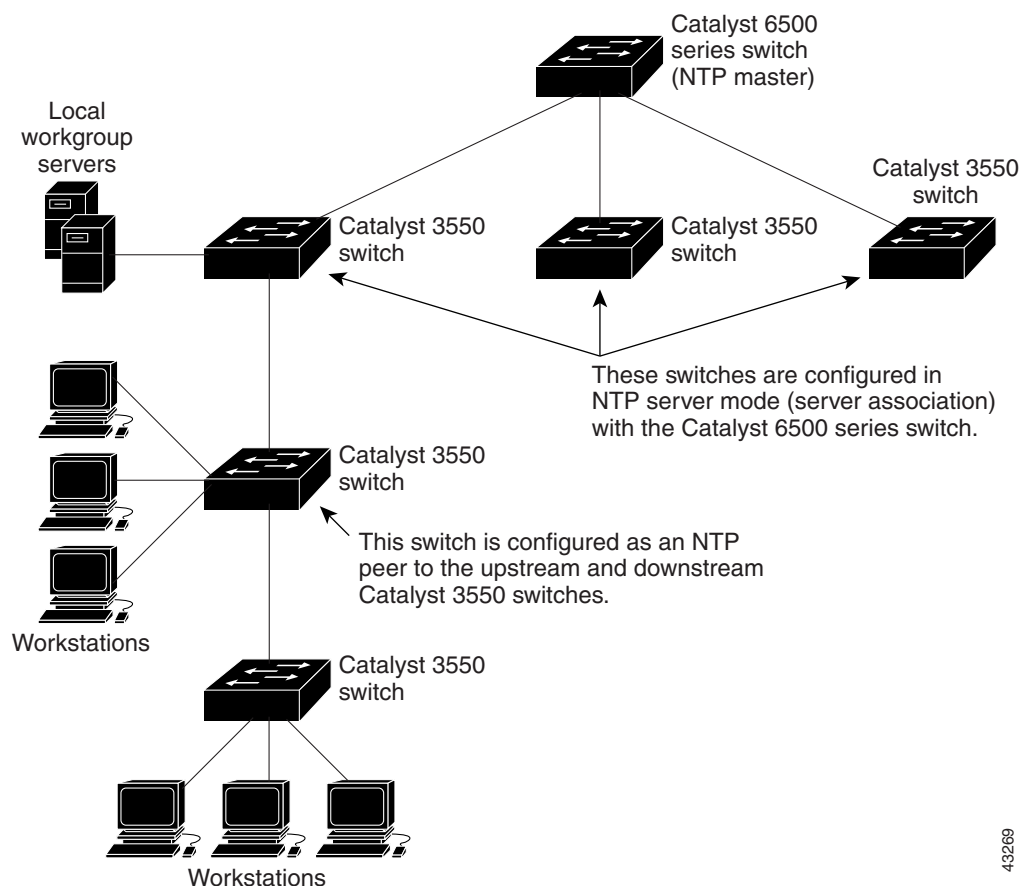 Catalyst 6500
series switch
(NTP master)
Local
workgroup
servers
Catalyst 3550
switch
Catalyst 3550
switch
Catalyst 3550
switch
These switches are configured in
NTP server mode (server association)
with the Catalyst 6500 series switch.
Catalyst 3550
switch
This switch is configured as an NTP
peer to the upstream and downstream
Catalyst 3550 switches.
Workstations
Catalyst 3550
switch
Workstations
43269